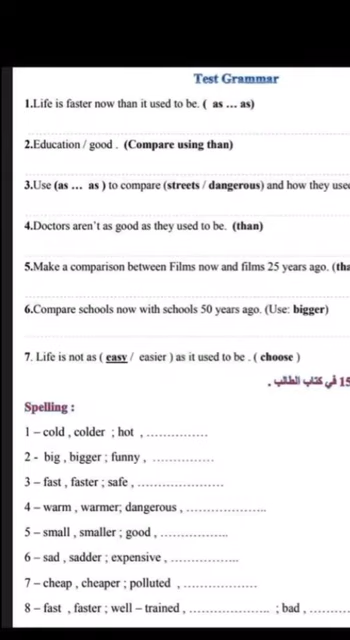 Test Grammar
1.Life is faster now than it used to be. ( as ... as)
2.Education / good . (Compare using than)
3.Use (as ... as ) to compare (streets / dangerous) and how they used
4.Doctors aren't as good as they used to be. (than)
5.Make a comparison between Films now and films 25 years ago. (tha
6.Compare schools now with schools 50 years ago. (Use: bigger)
7. Life is not as ( easy / easier ) as it used to be . ( choose )
15 في كتاب الطالب .
Spelling :
1 – cold , colder ; hot , ...............
2 - big , bigger ; funny , ...............
3 – fast , faster ; safe , .....................
4 – warm , warmer; dangerous , ...................
5 – small , smaller ; good , .................
6 – sad , sadder ; expensive , .................
7 – cheap , cheaper ; polluted , ..................
8 – fast , faster ; well – trained , ................... ; bad , ..........